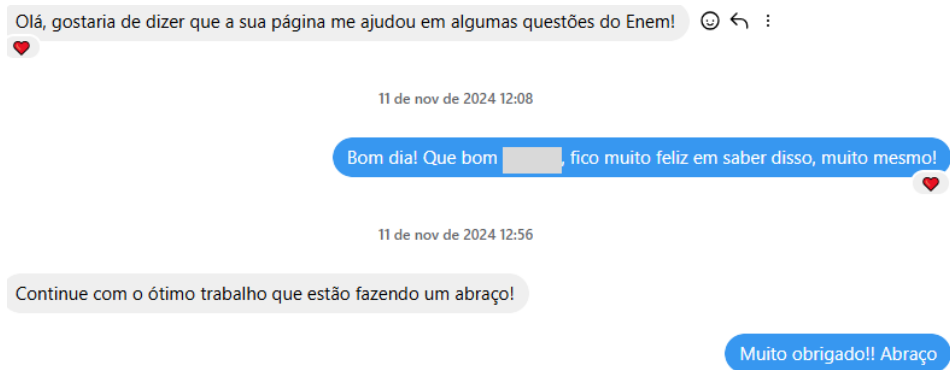 Olá, gostaria de dizer que a sua página me ajudou em algumas questões do Enem!
11 de nov de 2024 12:08
Bom dia! Que bom , fico muito feliz em saber disso, muito mesmo!
11 de nov de 2024 12:56
Continue com o ótimo trabalho que estão fazendo um abraço!
Muito obrigado!! Abraço